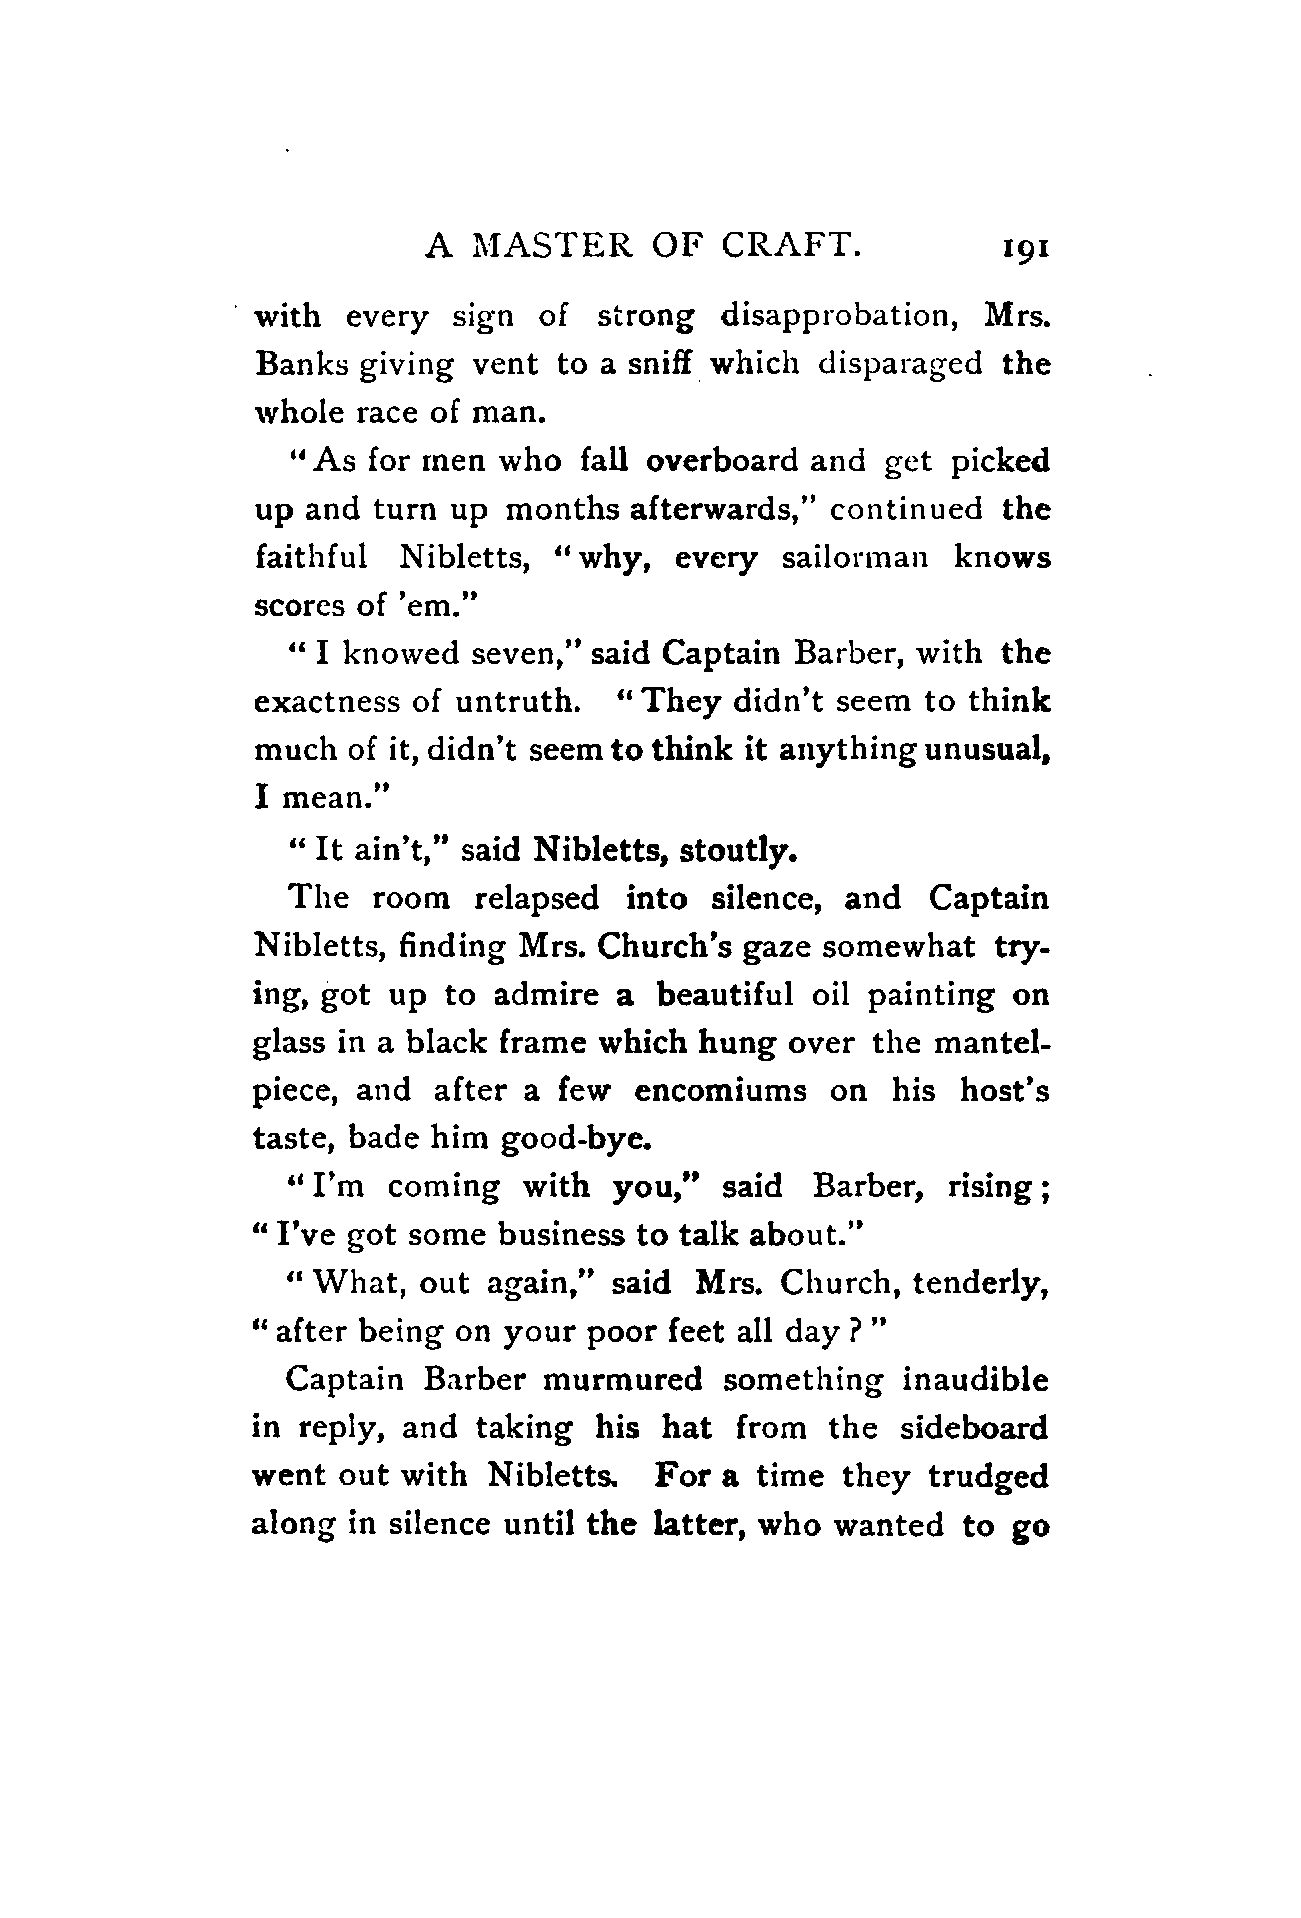 A MASTER OF CRAFT. 191
with every sign of strong disapprobation, Mrs.
Banks giving vent to a sniff which disparaged the
whole race of man.
"As for men who fall overboard and get picked
up and turn up months afterwards," continued the
faithful Nibletts, "why, every sailorman knows
scores of 'em."
"I knowed seven," said Captain Barber, with the
exactness of untruth. "They didn't seem to think
much of it, didn't seem to think it anything unusual,
I mean."
"It ain't," said Nibletts, stoutly.
The room relapsed into silence, and Captain
Nibletts, finding Mrs. Church's gaze somewhat try-
ing, got up to admire a beautiful oil painting on
glass in a black frame which hung over the mantel-
piece, and after a few encomiums on his host's
taste, bade him good-bye.
"I'm coming with you," said Barber, rising;
"I've got some business to talk about."
"What, out again," said Mrs. Church, tenderly,
"after being on your poor feet all day?"
Captain Barber murmured something inaudible
in reply, and taking his hat from the sideboard
went out with Nibletts. For a time they trudged
along in silence until the latter, who wanted to go